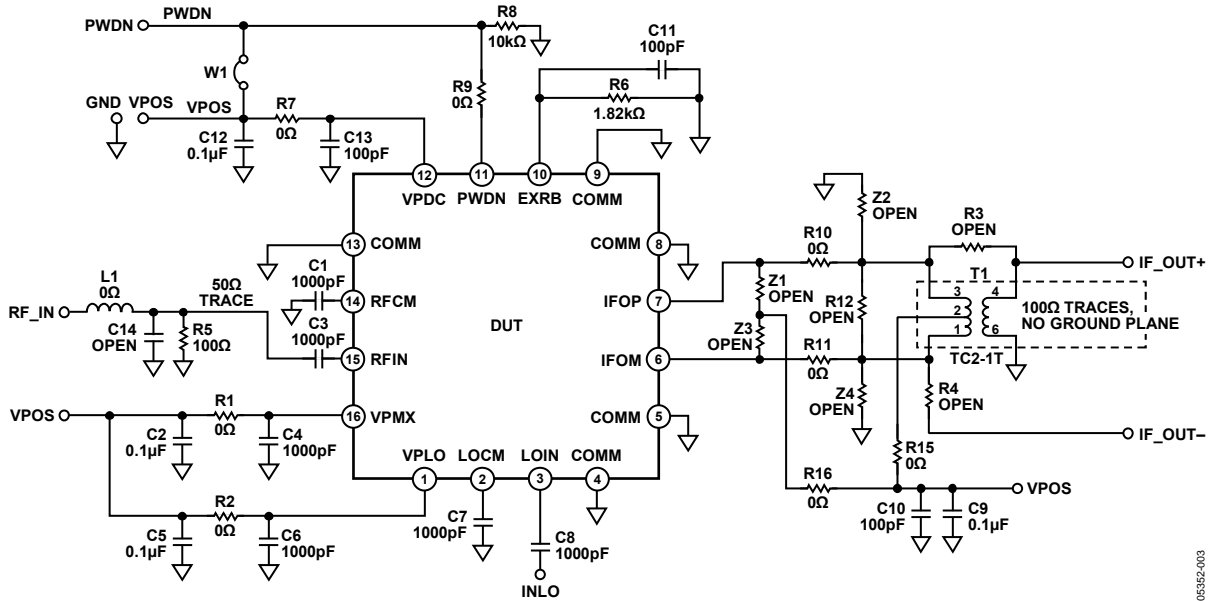 PWDN
PWDN
R8
10kΩ
C11
100pF
W1
R9
0Ω
R6
1.82kΩ
GND
VPOS
VPOS
R7
0Ω
C12
0.1µF
C13
100pF
12
11
10
9
VPDC
PWDN
EXRB
COMM
Z2
OPEN
R3
OPEN
13
COMM
COMM
8
R10
0Ω
IF_OUT+
L1
0Ω
50Ω
TRACE
C1
1000pF
14
RFCM
Z1
OPEN
T1
3
4
RF_IN
C14
OPEN
R5
100Ω
C3
1000pF
DUT
IFOP
7
R12
OPEN
2
100Ω TRACES,
NO GROUND PLANE
Z3
OPEN
1
6
15
RFIN
IFOM
6
R11
0Ω
TC2-1T
VPOS
R1
0Ω
16
VPMX
COMM
5
Z4
OPEN
R4
OPEN
C2
0.1µF
C4
1000pF
IF_OUT–
VPLO
LOCM
LOIN
COMM
1
2
3
4
R15
0Ω
R2
0Ω
R16
0Ω
VPOS
C5
0.1µF
C6
1000pF
C7
1000pF
C8
1000pF
C10
100pF
C9
0.1µF
INLO
05352-003